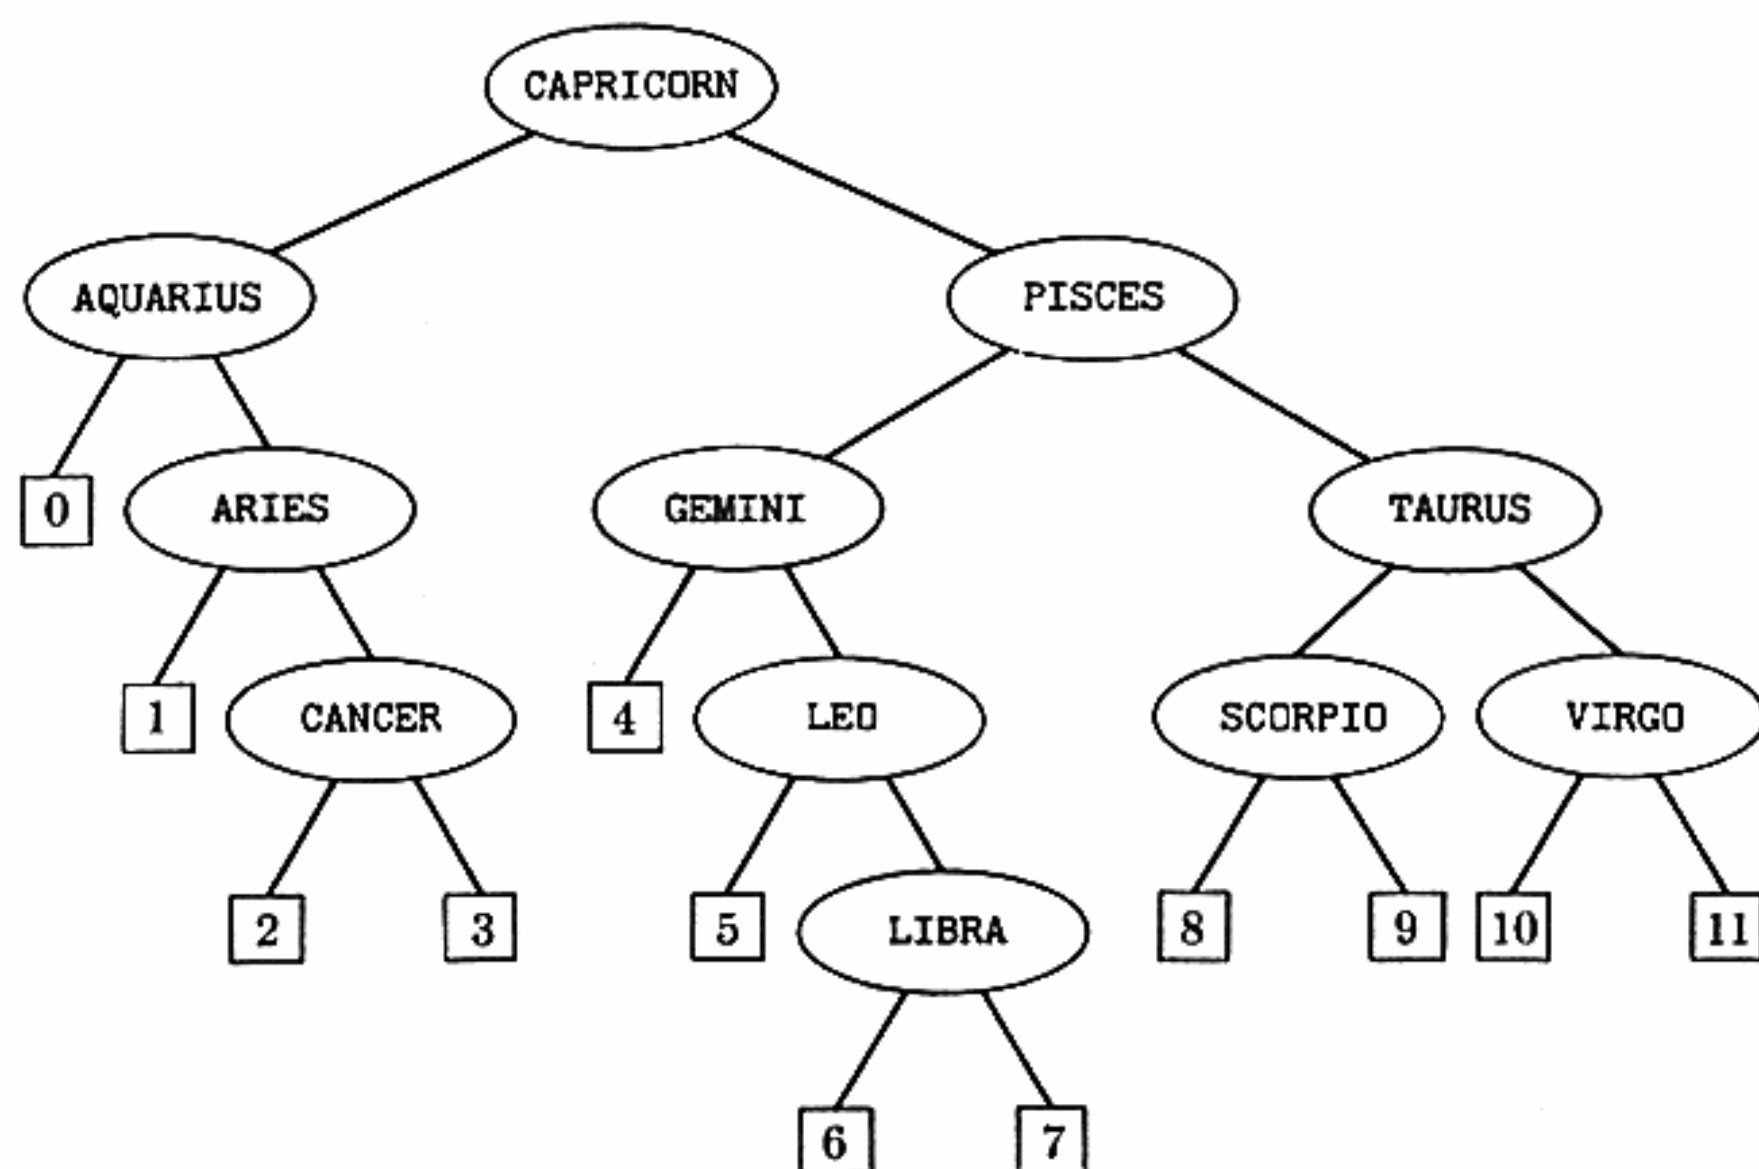 CAPRICORN
AQUARIUS PISCES
0 ARIES GEMINI TAURUS
1 CANCER 4 LEO SCORPIO VIRGO
2 3 5 LIBRA 8 9 10 11
6 7